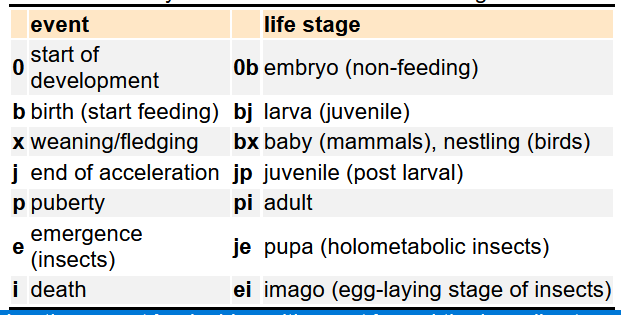 event life stage
0 start of development 0b embryo (non-feeding)
b birth (start feeding) bj larva (juvenile)
x weaning/fledging bx baby (mammals), nestling (birds)
j end of acceleration jp juvenile (post larval)
p puberty pi adult
e emergence (insects) je pupa (holometabolic insects)
i death ei imago (egg-laying stage of insects)